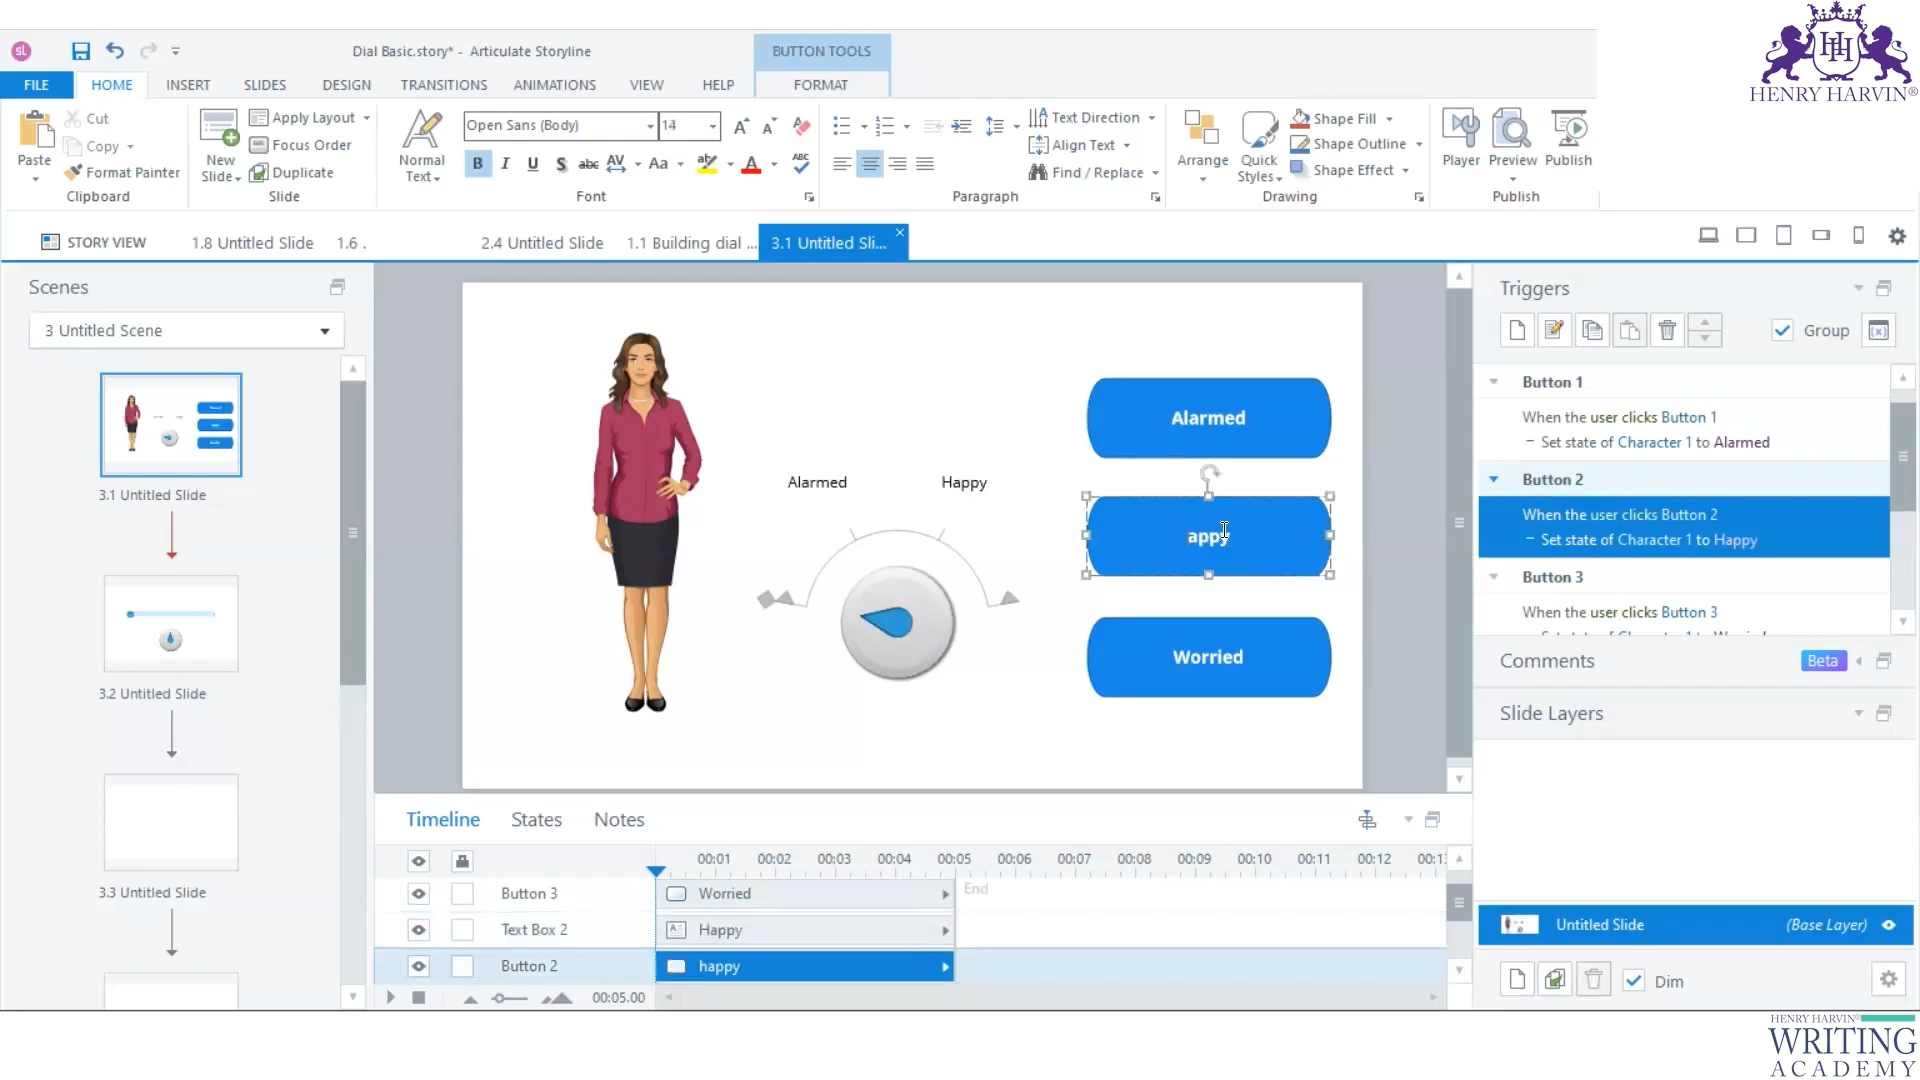 HENRY HARVIN®
sL
Dial Basic.story* - Articulate Storyline
BUTTON TOOLS
FILE HOME INSERT SLIDES DESIGN TRANSITIONS ANIMATIONS VIEW HELP FORMAT
Paste
Cut
Copy
Format Painter
Clipboard
New Slide
Apply Layout
Focus Order
Duplicate
Slide
Normal Text
Open Sans (Body) 14
B I U S abc AV Aa ab A ABC
Font
Text Direction
Align Text
Find / Replace
Paragraph
Arrange
Quick Styles
Shape Fill
Shape Outline
Shape Effect
Drawing
Player
Preview
Publish
Publish
STORY VIEW 1.8 Untitled Slide 1.6 . 2.4 Untitled Slide 1.1 Building dial ... 3.1 Untitled Sli...
Scenes
3 Untitled Scene
3.1 Untitled Slide
3.2 Untitled Slide
3.3 Untitled Slide
Alarmed
Happy
Alarmed
appy
Worried
Triggers
Group
Button 1
When the user clicks Button 1
– Set state of Character 1 to Alarmed
Button 2
When the user clicks Button 2
– Set state of Character 1 to Happy
Button 3
When the user clicks Button 3
Comments Beta
Slide Layers
Untitled Slide (Base Layer)
Dim
Timeline States Notes
00:01 00:02 00:03 00:04 00:05 00:06 00:07 00:08 00:09 00:10 00:11 00:12
Button 3 Worried End
Text Box 2 Happy
Button 2 happy
00:05.00
HENRY HARVIN®
WRITING
ACADEMY